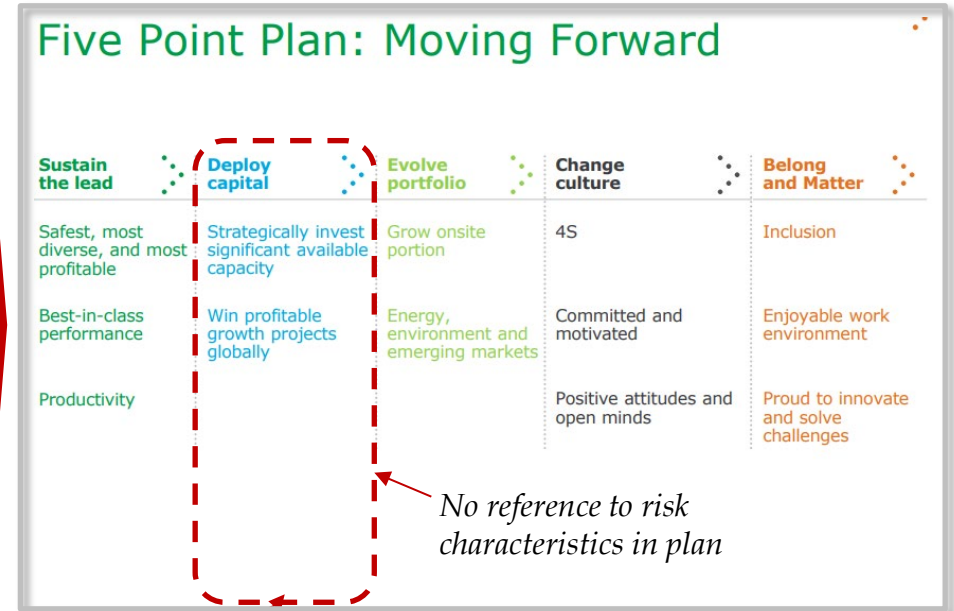 Five Point Plan: Moving Forward
Sustain
the lead
Safest, most
diverse, and most
profitable
Best-in-class
performance
Productivity
Deploy
capital
Strategically invest
significant available
capacity
Win profitable
growth projects
globally
Evolve
portfolio
Grow onsite
portion
Energy,
environment and
emerging markets
Change
culture
4S
Committed and
motivated
Positive attitudes and
open minds
Belong
and Matter
Inclusion
Enjoyable work
environment
Proud to innovate
and solve
challenges
No reference to risk
characteristics in plan